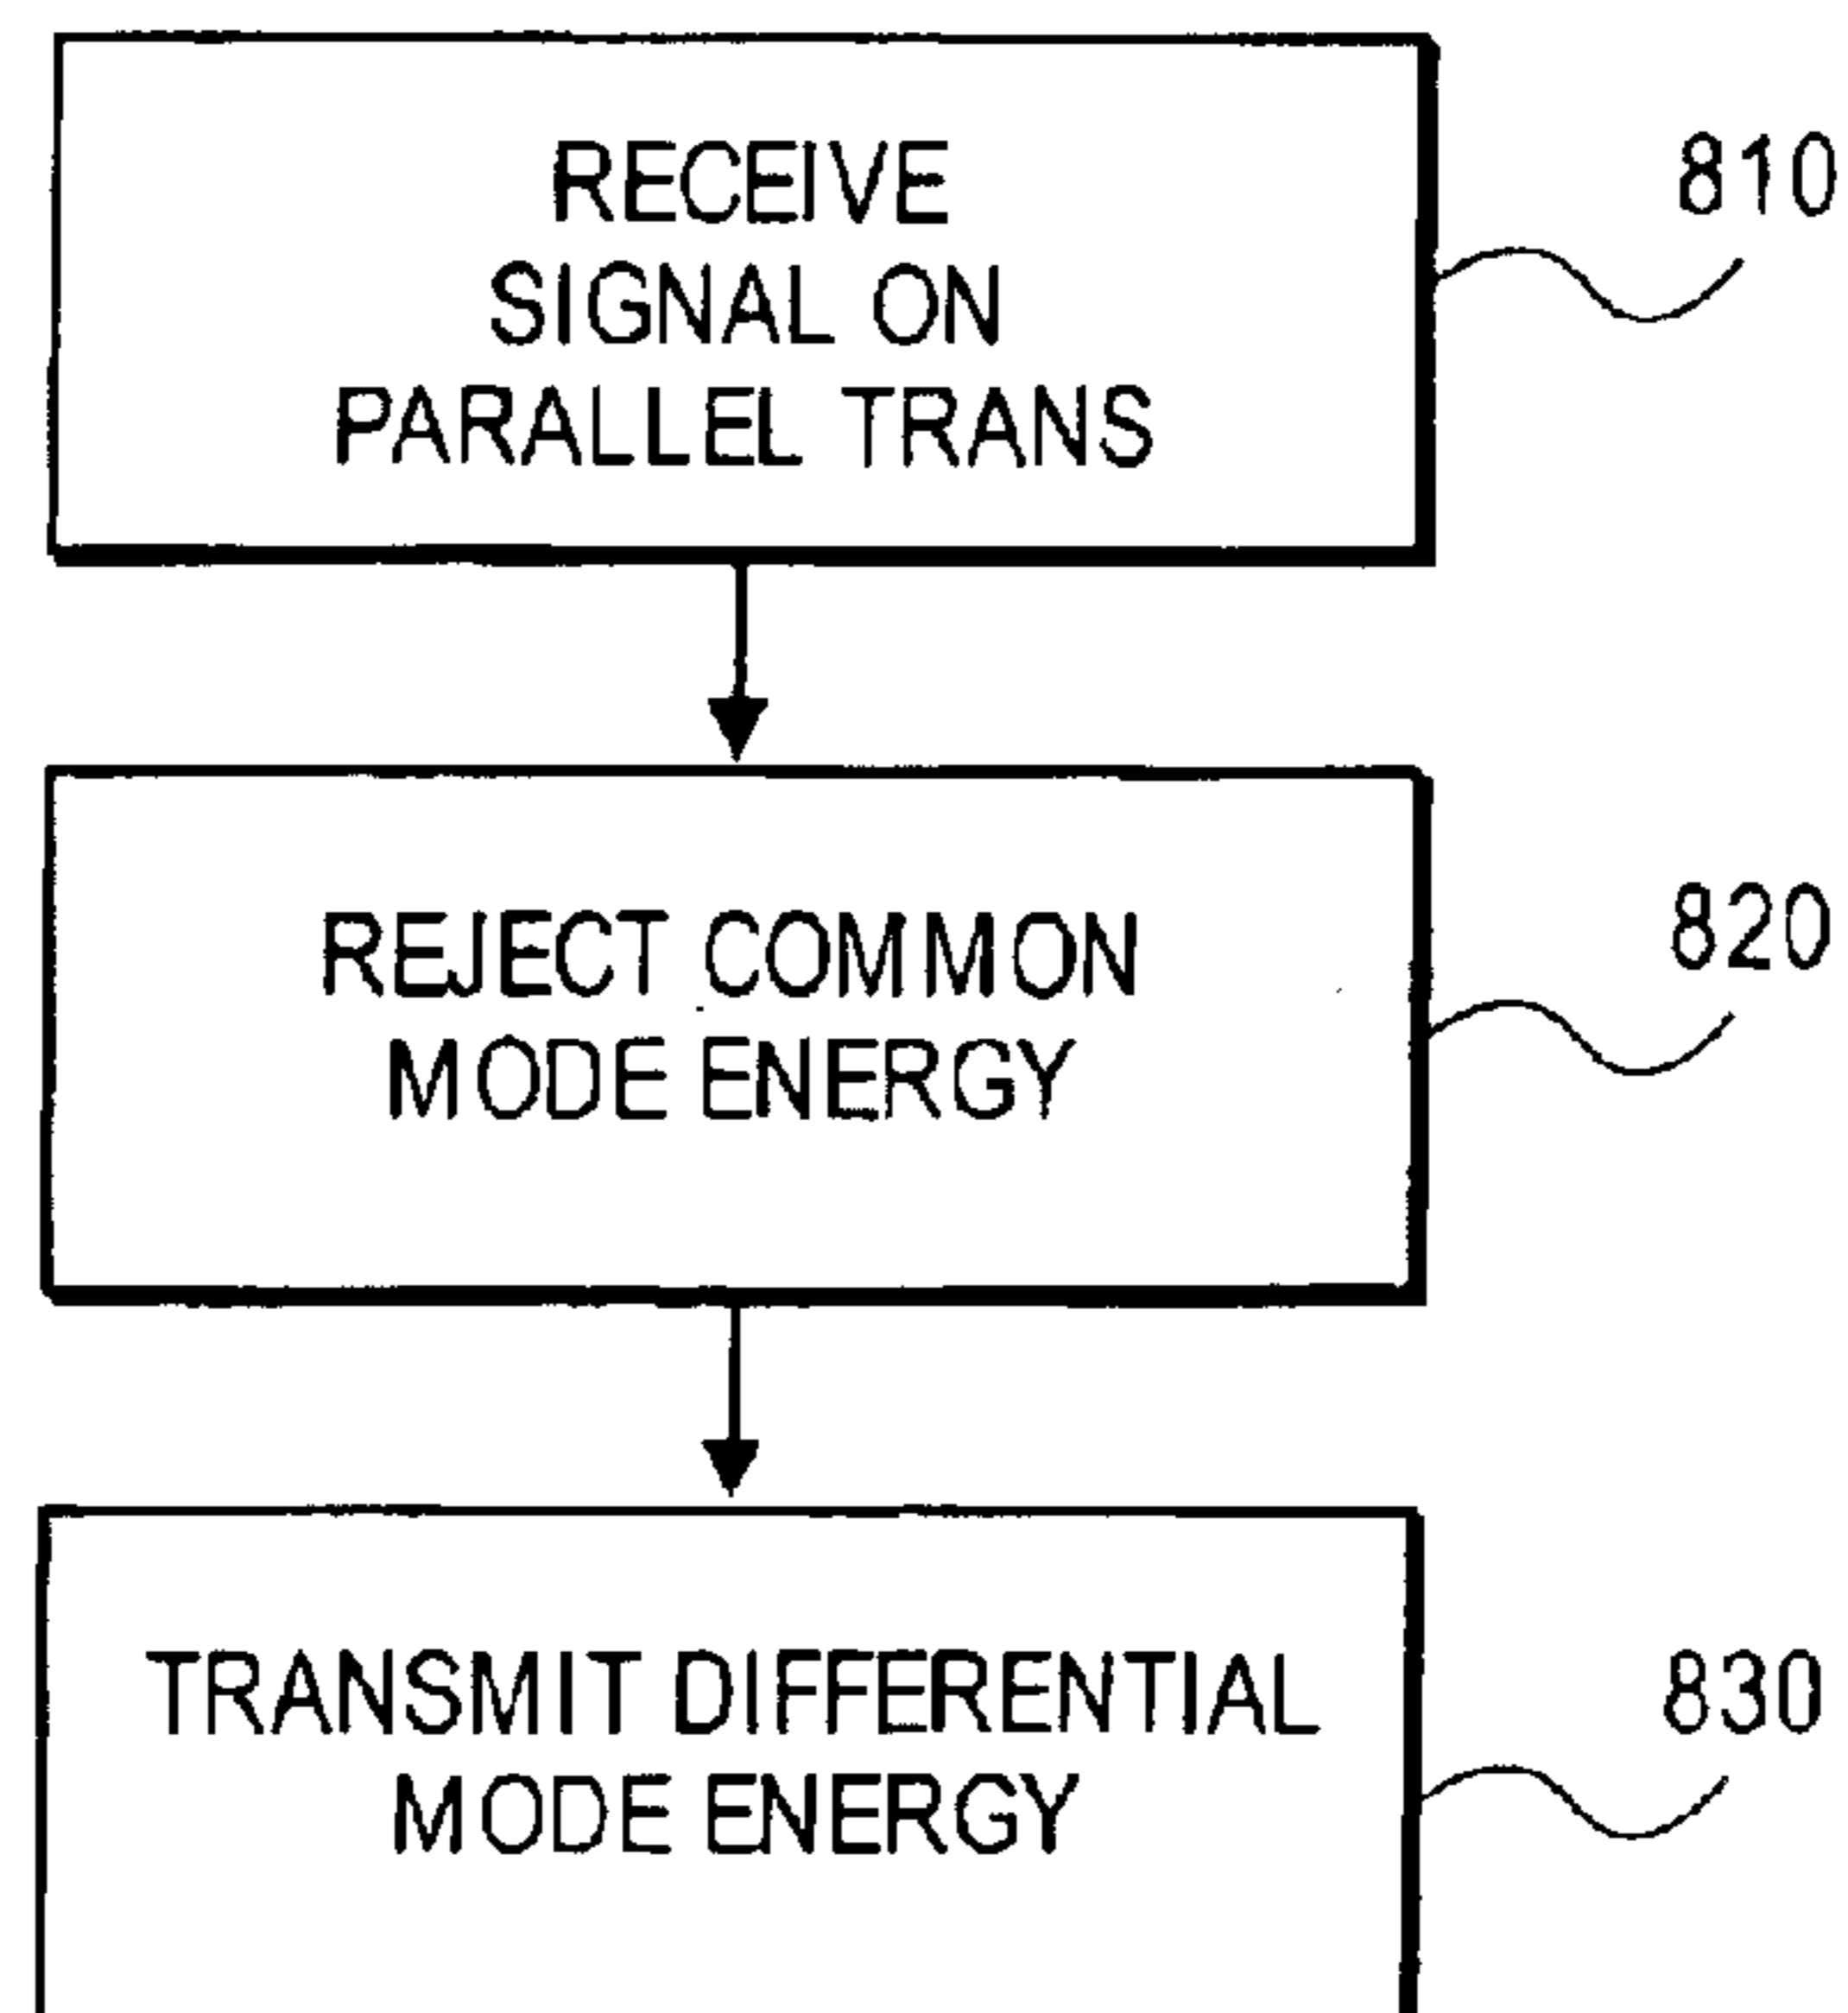 RECEIVE
SIGNAL ON
PARALLEL TRANS
810
REJECT COMMON
MODE ENERGY
820
TRANSMIT DIFFERENTIAL
MODE ENERGY
830